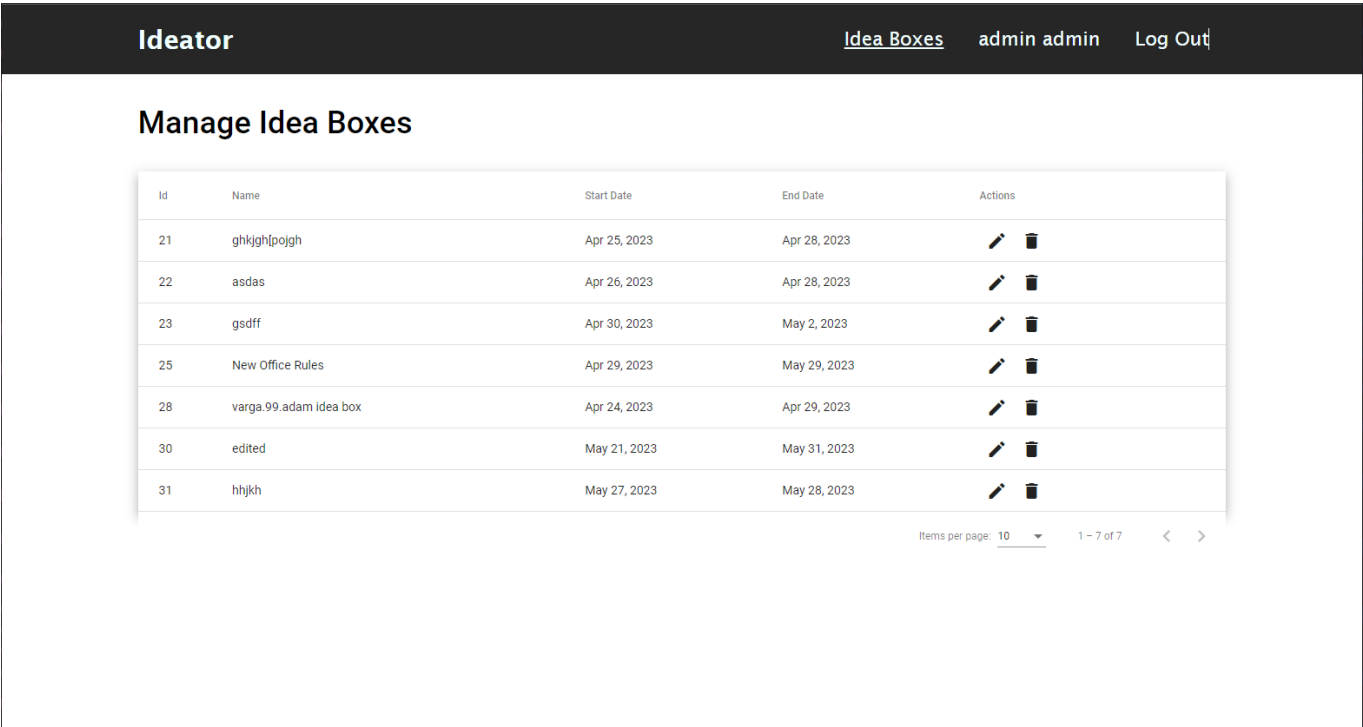 Ideator Idea Boxes admin admin Log Out
Manage Idea Boxes
Id Name Start Date End Date Actions
21 ghkjgh[pojgh Apr 25, 2023 Apr 28, 2023
22 asdas Apr 26, 2023 Apr 28, 2023
23 gsdff Apr 30, 2023 May 2, 2023
25 New Office Rules Apr 29, 2023 May 29, 2023
28 varga.99.adam idea box Apr 24, 2023 Apr 29, 2023
30 edited May 21, 2023 May 31, 2023
31 hhjkh May 27, 2023 May 28, 2023
Items per page: 10 1 – 7 of 7